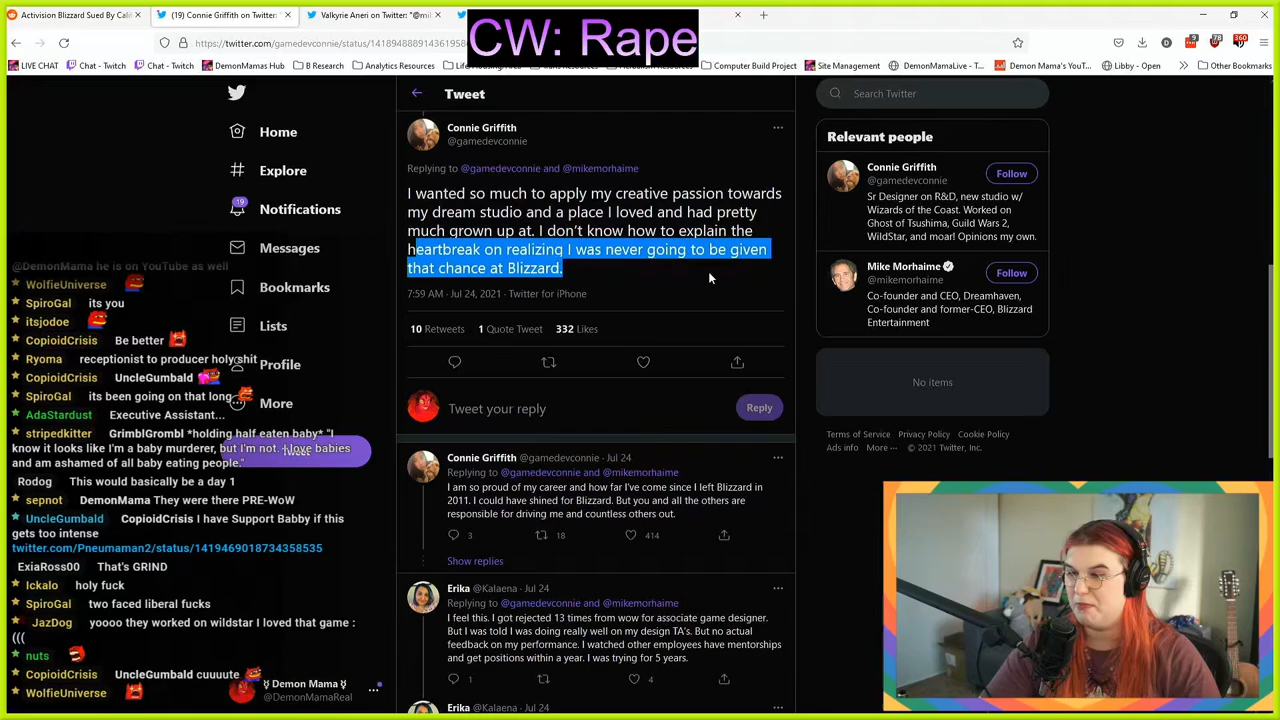 Activision Blizzard Sued By Calif
(19) Connie Griffith on Twitter:
Valkyrie Aneri on Twitter: "@mi
CW: Rape
https://twitter.com/gamedevconnie/status/14189488891436195
LIVE CHAT
Chat - Twitch
Chat - Twitch
DemonMamas Hub
B Research
Analytics Resources
Computer Build Project
Site Management
DemonMamaLive - T...
Demon Mama's YouT...
Libby - Open
Other Bookmarks
Home
Explore
19
Notifications
Messages
Bookmarks
Lists
Profile
More
Tweet
Connie Griffith
@gamedevconnie
Replying to @gamedevconnie and @mikemorhaime
I wanted so much to apply my creative passion towards
my dream studio and a place I loved and had pretty
much grown up at. I don't know how to explain the
heartbreak on realizing I was never going to be given
that chance at Blizzard.
7:59 AM · Jul 24, 2021 · Twitter for iPhone
10 Retweets 1 Quote Tweet 332 Likes
Tweet your reply
Reply
Connie Griffith @gamedevconnie · Jul 24
Replying to @gamedevconnie and @mikemorhaime
I am so proud of my career and how far I've come since I left Blizzard in
2011. I could have shined for Blizzard. But you and all the others are
responsible for driving me and countless others out.
3 18 414
Show replies
Erika @Kalaena · Jul 24
Replying to @gamedevconnie and @mikemorhaime
I feel this. I got rejected 13 times from wow for associate game designer.
But I was told I was doing really well on my design TA's. But no actual
feedback on my performance. I watched other employees have mentorships
and get positions within a year. I was trying for 5 years.
1 4
Erika @Kalaena · Jul 24
Search Twitter
Relevant people
Connie Griffith
@gamedevconnie
Follow
Sr Designer on R&D, new studio w/
Wizards of the Coast. Worked on
Ghost of Tsushima, Guild Wars 2,
WildStar, and moar! Opinions my own.
Mike Morhaime
@mikemorhaime
Follow
Co-founder and CEO, Dreamhaven,
Co-founder and former-CEO, Blizzard
Entertainment
No items
Terms of Service Privacy Policy Cookie Policy
Ads info More ··· © 2021 Twitter, Inc.
@DemonMama he is on YouTube as well
WolfieUniverse
SpiroGal its you
itsjodoe
CopioidCrisis Be better
Ryoma receptionist to producer holy shit
CopioidCrisis UncleGumbald
SpiroGal its been going on that long
AdaStardust Executive Assistant...
stripedkitter GrimblGrombl *holding half eaten baby* "I
know it looks like I'm a baby murderer, but I'm not. I love babies
and am ashamed of all baby eating people."
Rodog This would basically be a day 1
sepnot DemonMama They were there PRE-WoW
UncleGumbald CopioidCrisis I have Support Babby if this
gets too intense
twitter.com/Pneumaman2/status/1419469018734358535
ExiaRoss00 That's GRIND
Ickalo holy fuck
SpiroGal two faced liberal fucks
JazDog yoooo they worked on wildstar I loved that game :
(((
nuts
CopioidCrisis UncleGumbald cuuuute
WolfieUniverse
Demon Mama
@DemonMamaReal